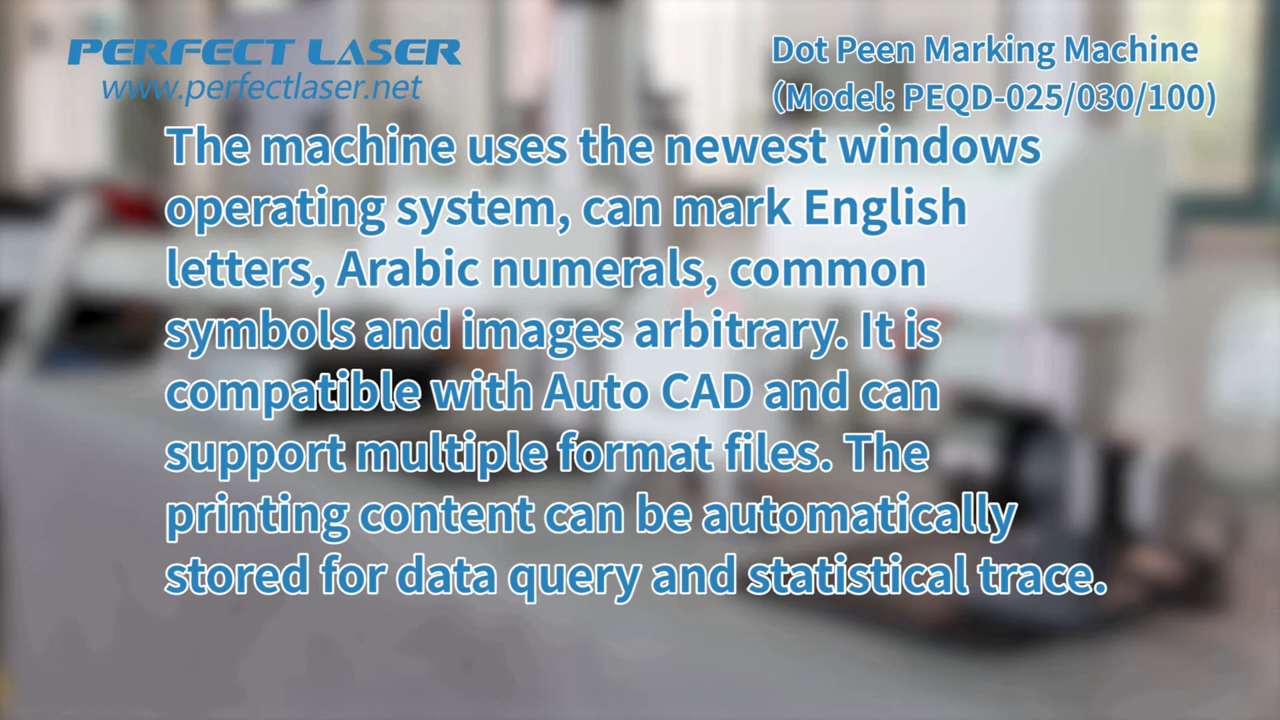 PERFECT LASER
www.perfectlaser.net
Dot Peen Marking Machine
(Model: PEQD-025/030/100)
The machine uses the newest windows
operating system, can mark English
letters, Arabic numerals, common
symbols and images arbitrary. It is
compatible with Auto CAD and can
support multiple format files. The
printing content can be automatically
stored for data query and statistical trace.